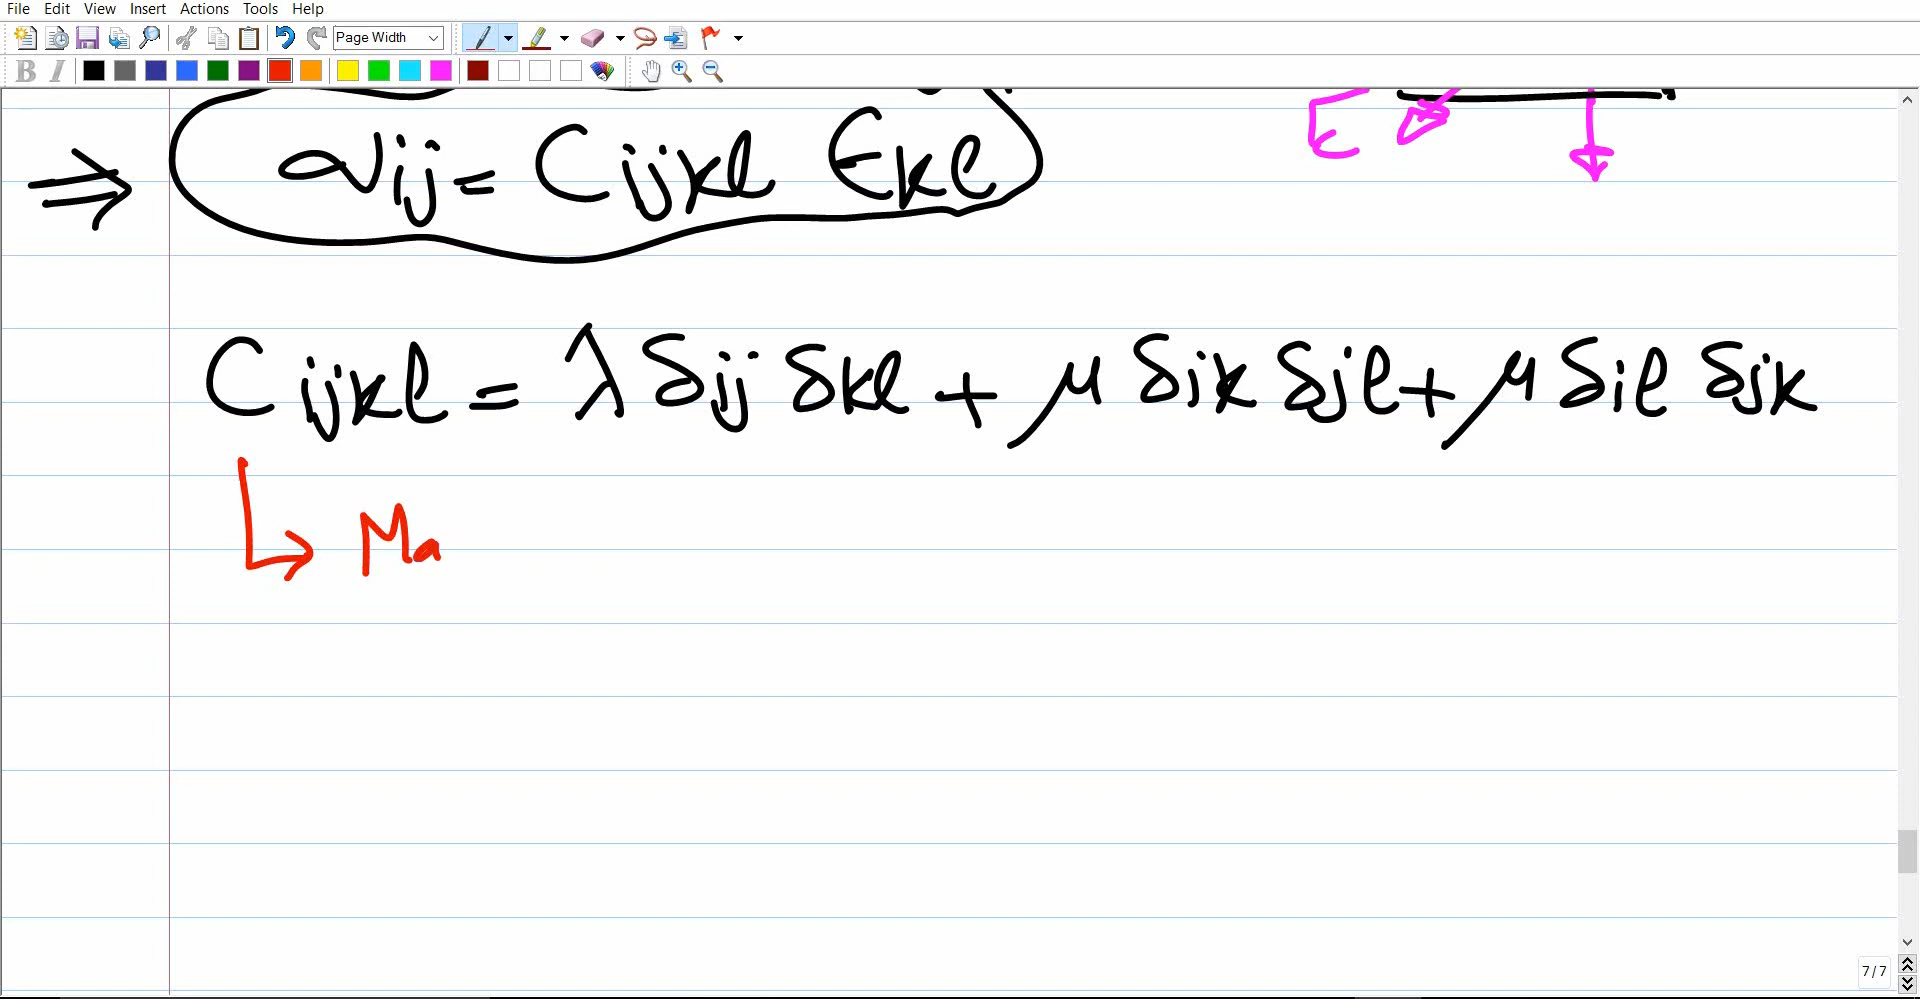 File Edit View Insert Actions Tools Help
Page Width
B I
⇒ σij = Cijkl Ekl
E
Cijkl = λ δij δkl + μ δik δjl + μ δil δjk
↳ Ma
7/7